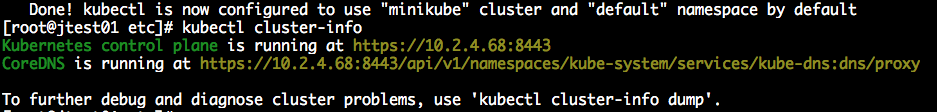 Done! kubectl is now configured to use "minikube" cluster and "default" namespace by default
[root@jtest01 etc]# kubectl cluster-info
Kubernetes control plane is running at https://10.2.4.68:8443
CoreDNS is running at https://10.2.4.68:8443/api/v1/namespaces/kube-system/services/kube-dns:dns/proxy
To further debug and diagnose cluster problems, use 'kubectl cluster-info dump'.